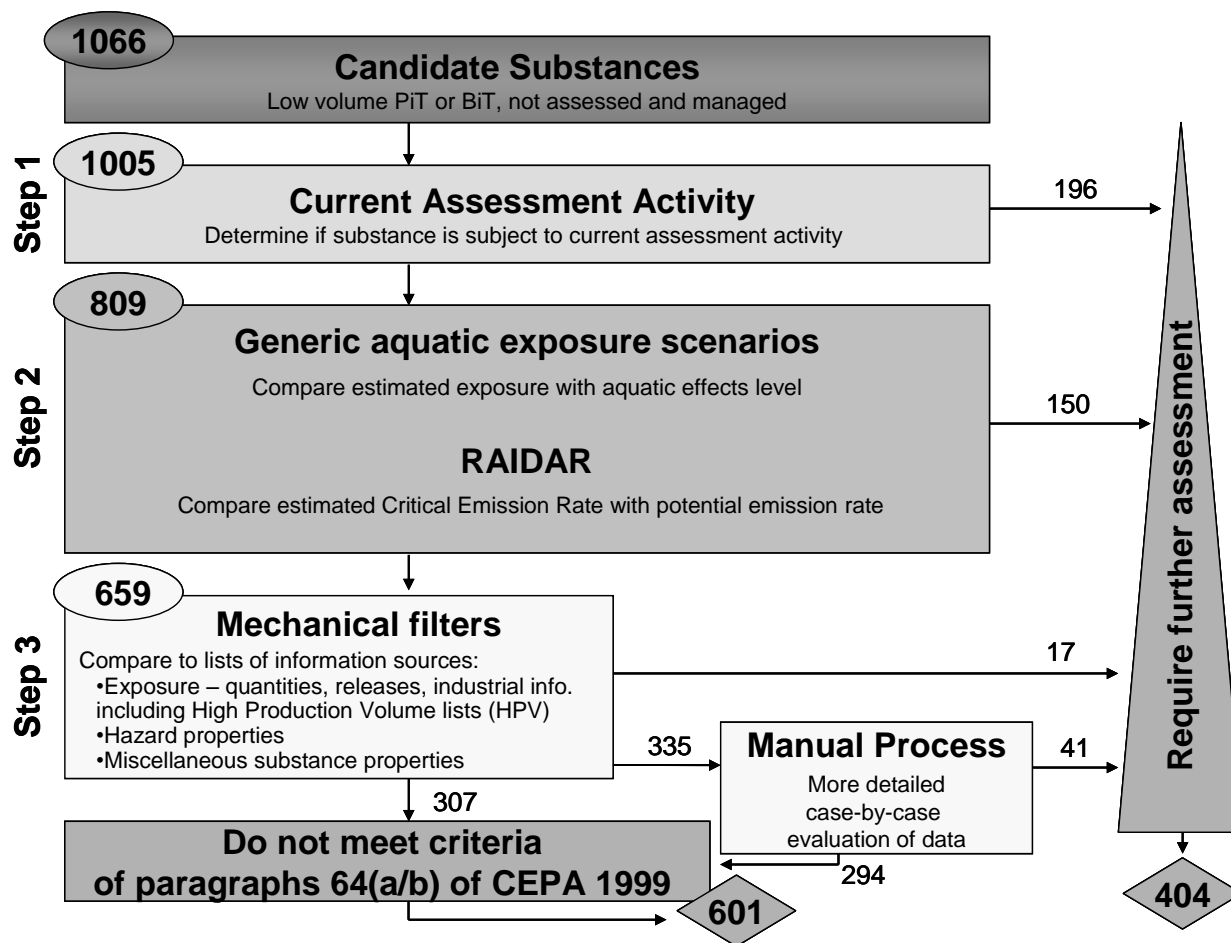 1066
Candidate Substances
Low volume PiT or BiT, not assessed and managed
Step 1
1005
Current Assessment Activity
Determine if substance is subject to current assessment activity
196
Step 2
809
Generic aquatic exposure scenarios
Compare estimated exposure with aquatic effects level
RAIDAR
Compare estimated Critical Emission Rate with potential emission rate
150
Step 3
659
Mechanical filters
Compare to lists of information sources:
•Exposure – quantities, releases, industrial info.
including High Production Volume lists (HPV)
•Hazard properties
•Miscellaneous substance properties
17
335
Manual Process
More detailed
case-by-case
evaluation of data
41
307
294
Do not meet criteria
of paragraphs 64(a/b) of CEPA 1999
601
Require further assessment
404